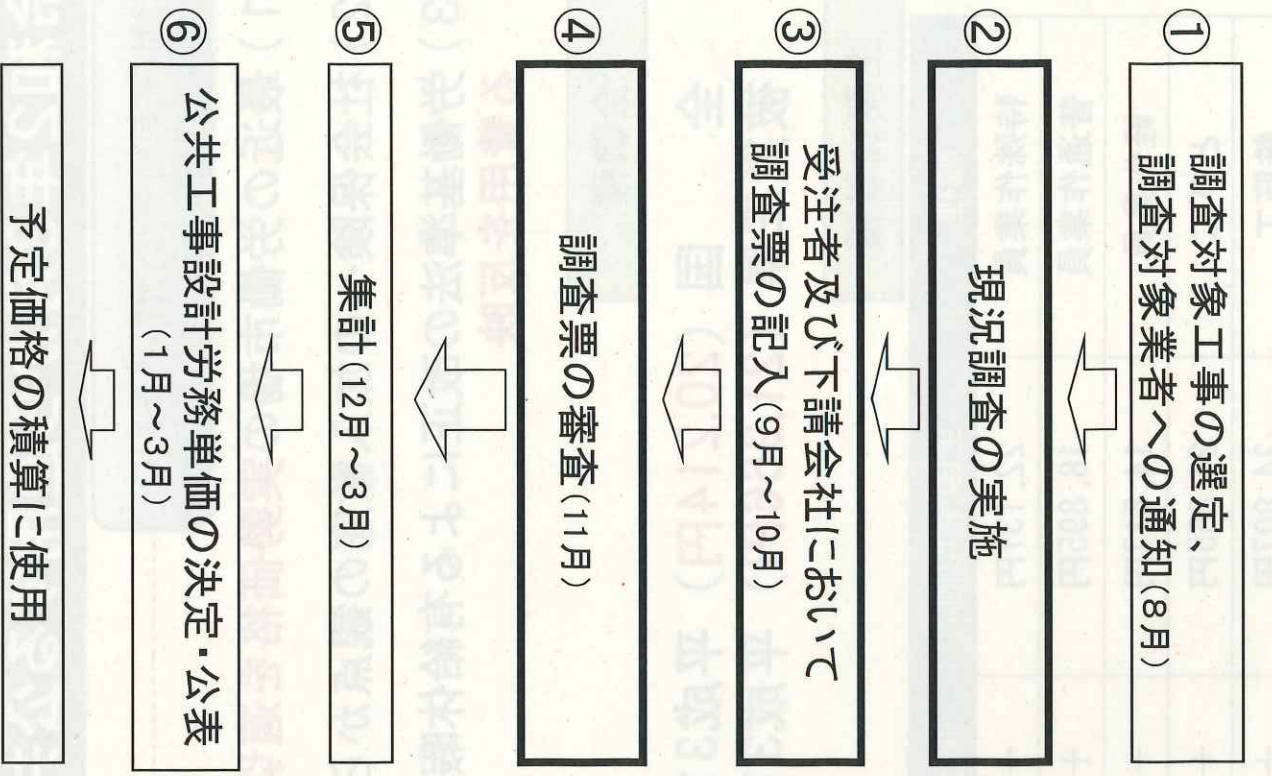 ①
調査対象工事の選定、
調査対象業者への通知(8月)
②
現況調査の実施
③
受注者及び下請会社において
調査票の記入(9月~10月)
④
調査票の審査(11月)
⑤
集計(12月~3月)
⑥
公共工事設計労務単価の決定・公表
(1月~3月)
予定価格の積算に使用